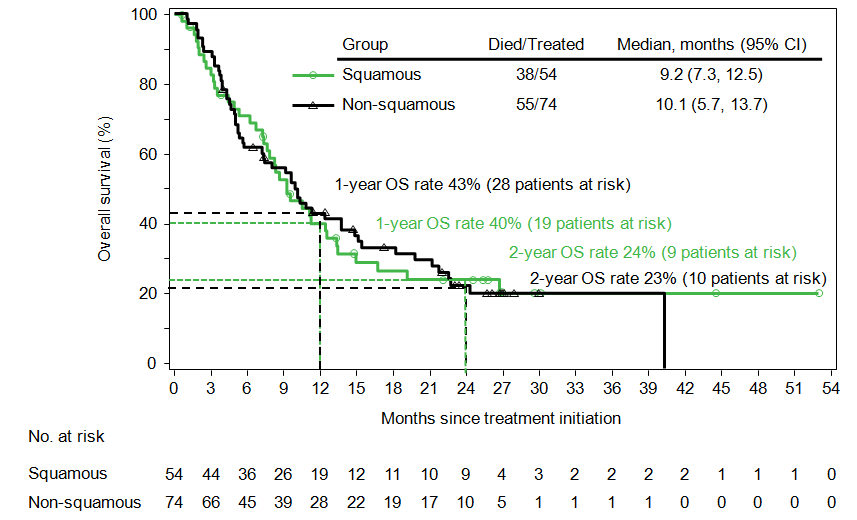 100
80
60
40
20
0
Overall survival (%)
Group Died/Treated Median, months (95% CI)
Squamous 38/54 9.2 (7.3, 12.5)
Non-squamous 55/74 10.1 (5.7, 13.7)
1-year OS rate 43% (28 patients at risk)
1-year OS rate 40% (19 patients at risk)
2-year OS rate 24% (9 patients at risk)
2-year OS rate 23% (10 patients at risk)
0 3 6 9 12 15 18 21 24 27 30 33 36 39 42 45 48 51 54
Months since treatment initiation
No. at risk
Squamous 54 44 36 26 19 12 11 10 9 4 3 2 2 2 2 1 1 1 0
Non-squamous 74 66 45 39 28 22 19 17 10 5 1 1 1 1 0 0 0 0 0